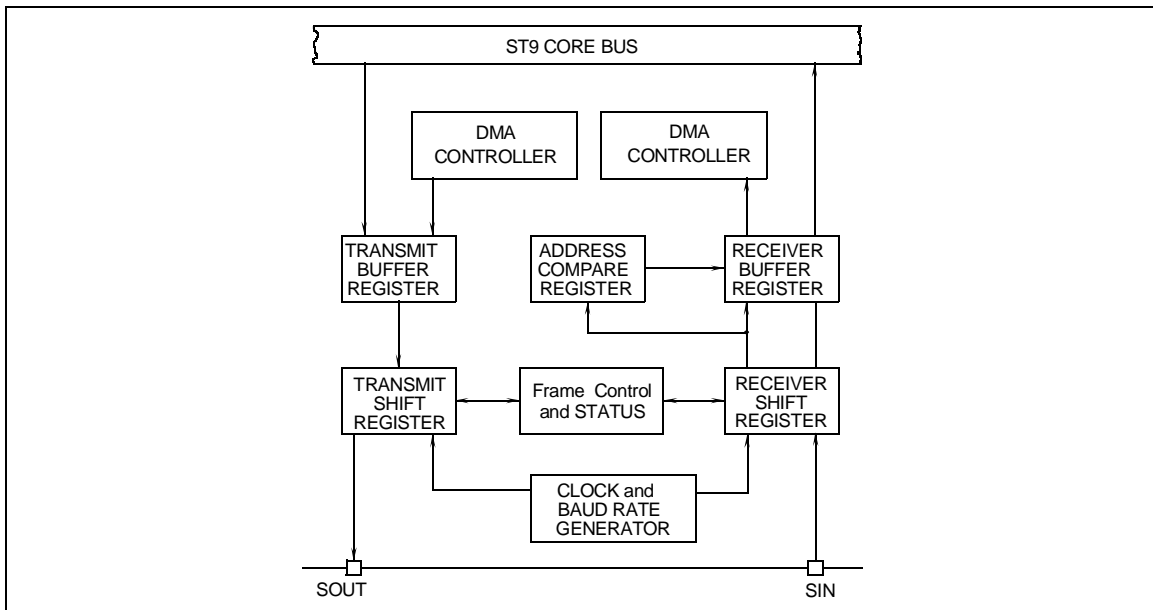 ST9 CORE BUS
DMA
CONTROLLER
DMA
CONTROLLER
TRANSMIT
BUFFER
REGISTER
ADDRESS
COMPARE
REGISTER
RECEIVER
BUFFER
REGISTER
TRANSMIT
SHIFT
REGISTER
Frame Control
and STATUS
RECEIVER
SHIFT
REGISTER
CLOCK and
BAUD RATE
GENERATOR
SOUT
SIN